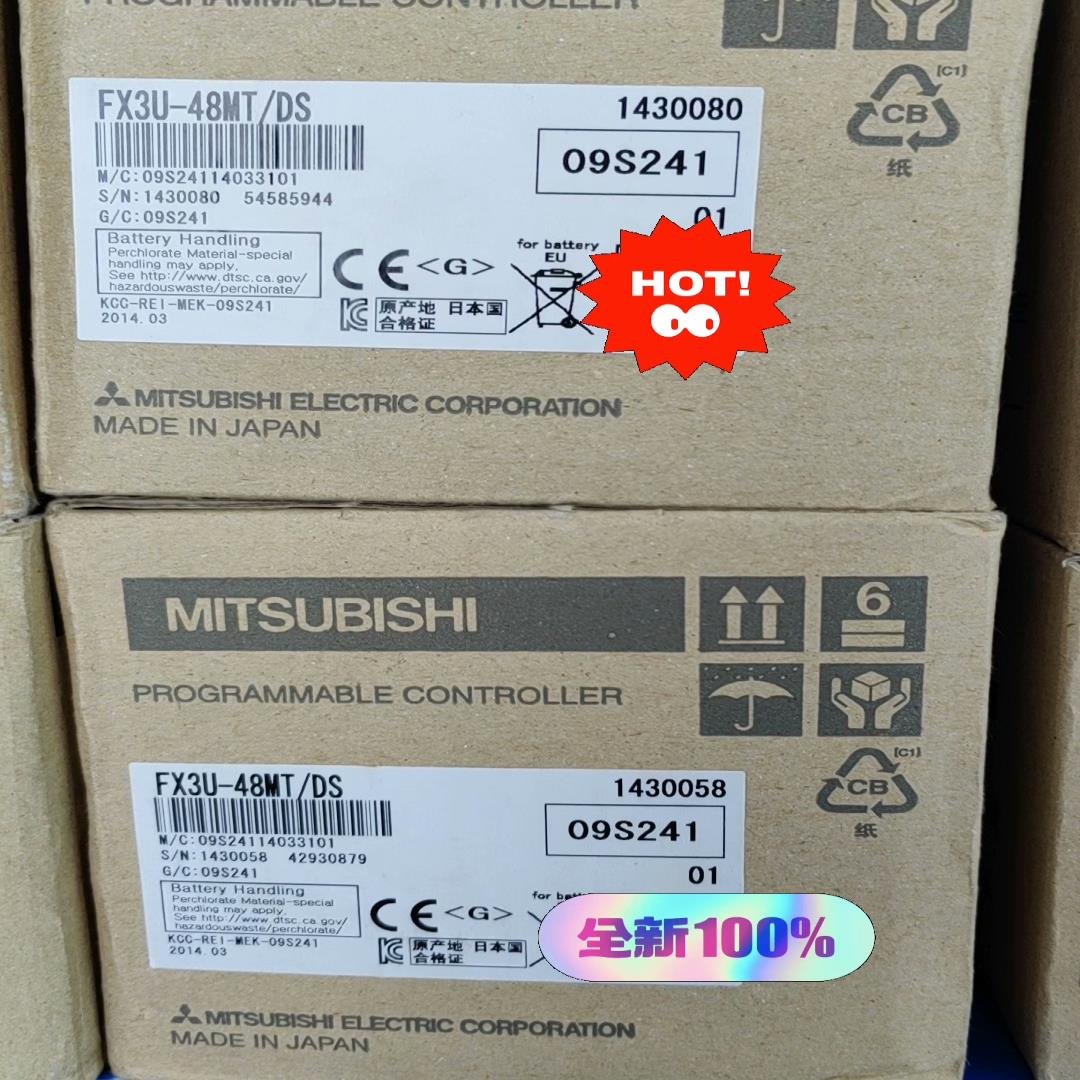 PROGRAMMABLE CONTROLLER
[C1]
CB
纸
FX3U-48MT/DS
1430080
09S241
M/C:09S24114033101
S/N:1430080 54585944
G/C:09S241
01
Battery Handling
Perchlorate Material-special
handling may apply.
See http://www.dtsc.ca.gov/
hazardouswaste/perchlorate/
CE <G>
for battery
EU
KCC-REI-MEK-09S241
2014.03
原产地 日本国
合格证
HOT!
MITSUBISHI ELECTRIC CORPORATION
MADE IN JAPAN
MITSUBISHI
6
PROGRAMMABLE CONTROLLER
[C1]
CB
纸
FX3U-48MT/DS
1430058
09S241
M/C:09S24114033101
S/N:1430058 42930879
G/C:09S241
01
Battery Handling
Perchlorate Material-special
handling may apply.
See http://www.dtsc.ca.gov/
hazardouswaste/perchlorate/
CE <G>
for
KCC-REI-MEK-09S241
2014.03
原产地 日本国
合格证
全新100%
MITSUBISHI ELECTRIC CORPORATION
MADE IN JAPAN